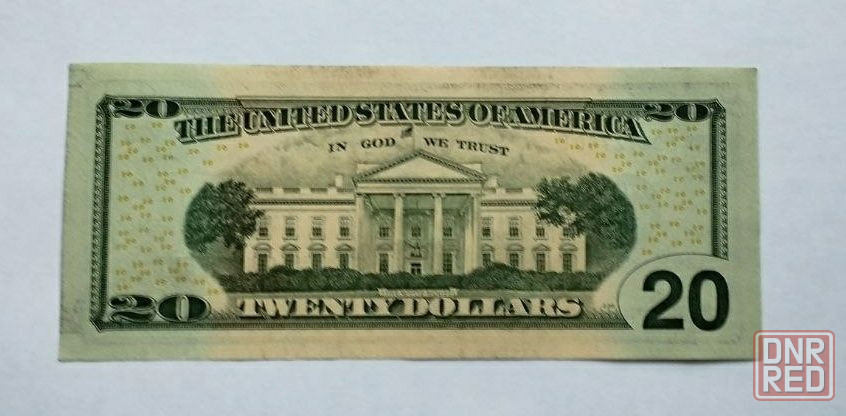 20 THE UNITED STATES OF AMERICA 20
IN GOD WE TRUST
20 TWENTY DOLLARS 20
DNR
RED